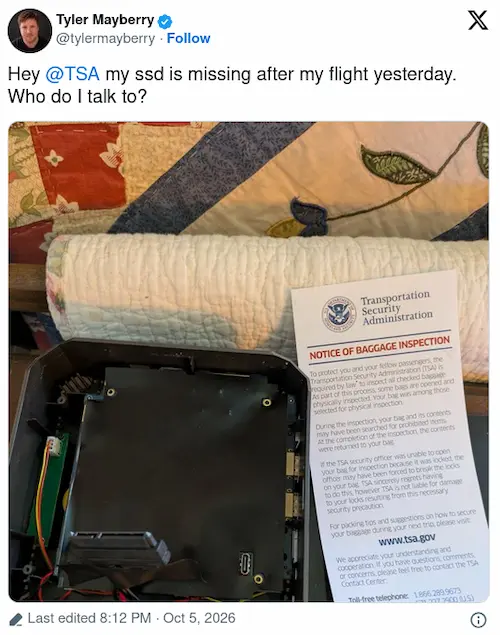 Tyler Mayberry
@tylermayberry · Follow
Hey @TSA my ssd is missing after my flight yesterday.
Who do I talk to?
Transportation
Security
Administration
NOTICE OF BAGGAGE INSPECTION
To protect you and your fellow passengers, the
Transportation Security Administration (TSA) is
required by law* to inspect all checked baggage.
As part of this process, some bags are opened and
physically inspected. Your bag was among those
selected for physical inspection.
During the inspection, your bag and its contents
may have been searched for prohibited items.
At the completion of the inspection, the contents
were returned to your bag.
If the TSA security officer was unable to open
your bag for inspection because it was locked, the
officer may have been forced to break the locks
on your bag. TSA sincerely regrets having
to do this, however TSA is not liable for damage
to your locks resulting from this necessary
security precaution.
For packing tips and suggestions on how to secure
your baggage during your next trip, please visit:
www.tsa.gov
We appreciate your understanding and
cooperation. If you have questions, comments,
or concerns, please feel free to contact the TSA
Contact Center:
Toll-free telephone: 1.866.289.9673
Last edited 8:12 PM · Oct 5, 2026